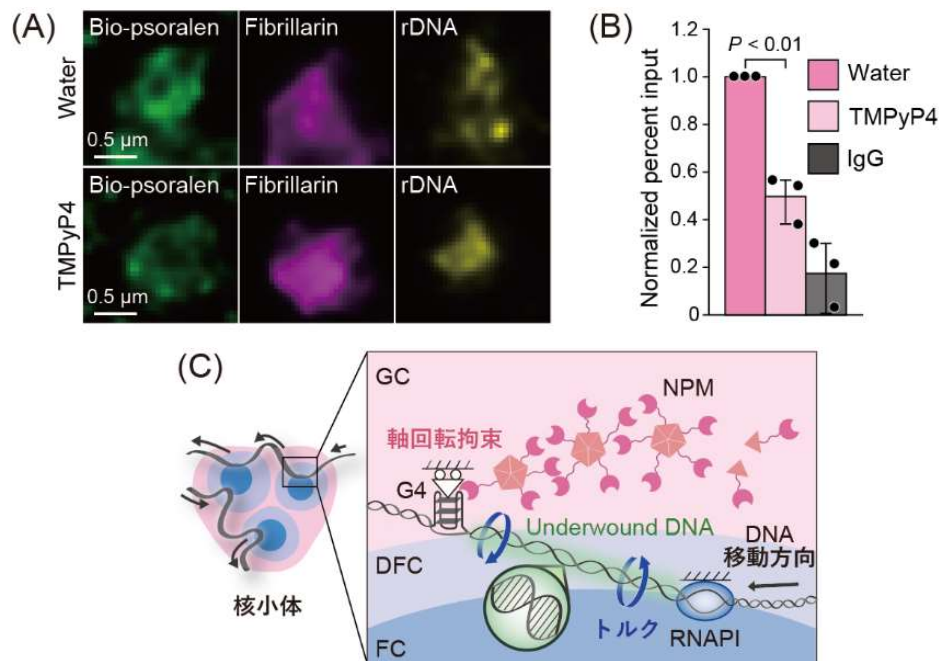 (A)
Bio-psoralen Fibrillarin rDNA
Water
0.5 µm
Bio-psoralen Fibrillarin rDNA
TMPyP4
0.5 µm
(B)
Normalized percent input
1.2
1.0
0.8
0.6
0.4
0.2
0
P < 0.01
Water
TMPyP4
IgG
(C)
核小体
GC
NPM
軸回転拘束
G4
Underwound DNA
DNA
移動方向
DFC
トルク
RNAPI
FC